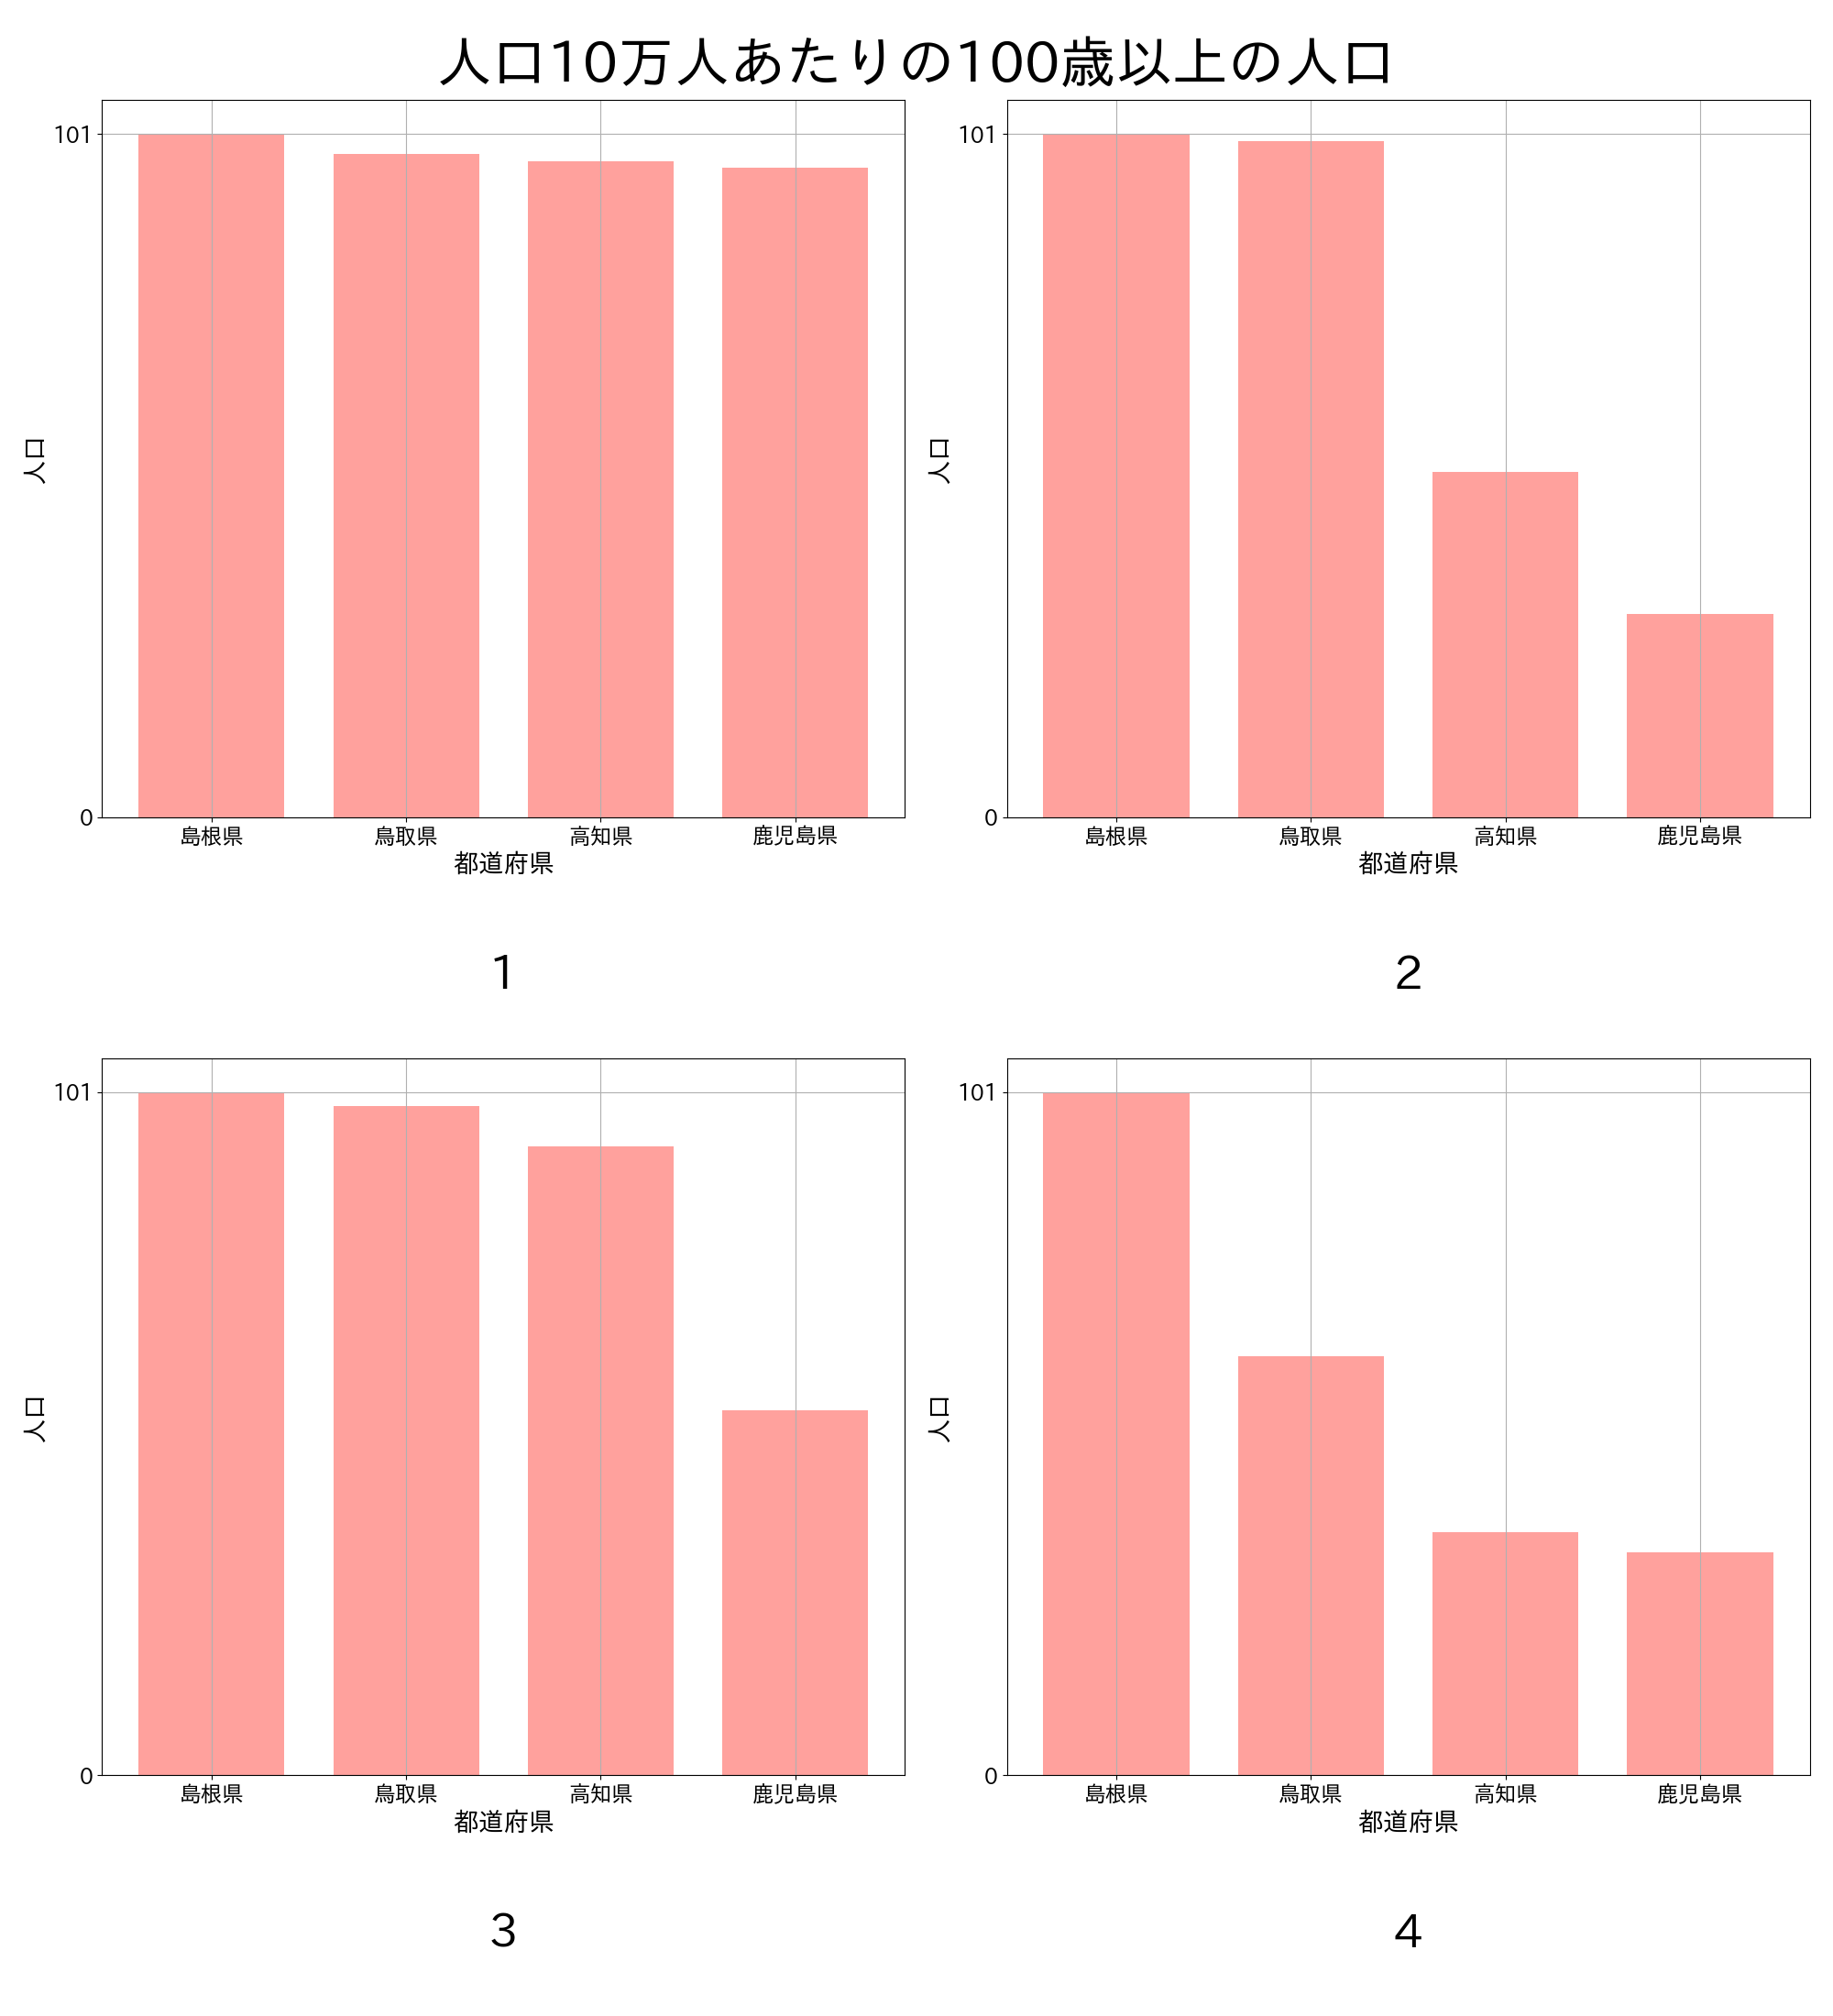 人口10万人あたりの100歳以上の人口
101
0
人口
島根県 鳥取県 高知県 鹿児島県
都道府県
1
101
0
人口
島根県 鳥取県 高知県 鹿児島県
都道府県
2
101
0
人口
島根県 鳥取県 高知県 鹿児島県
都道府県
3
101
0
人口
島根県 鳥取県 高知県 鹿児島県
都道府県
4